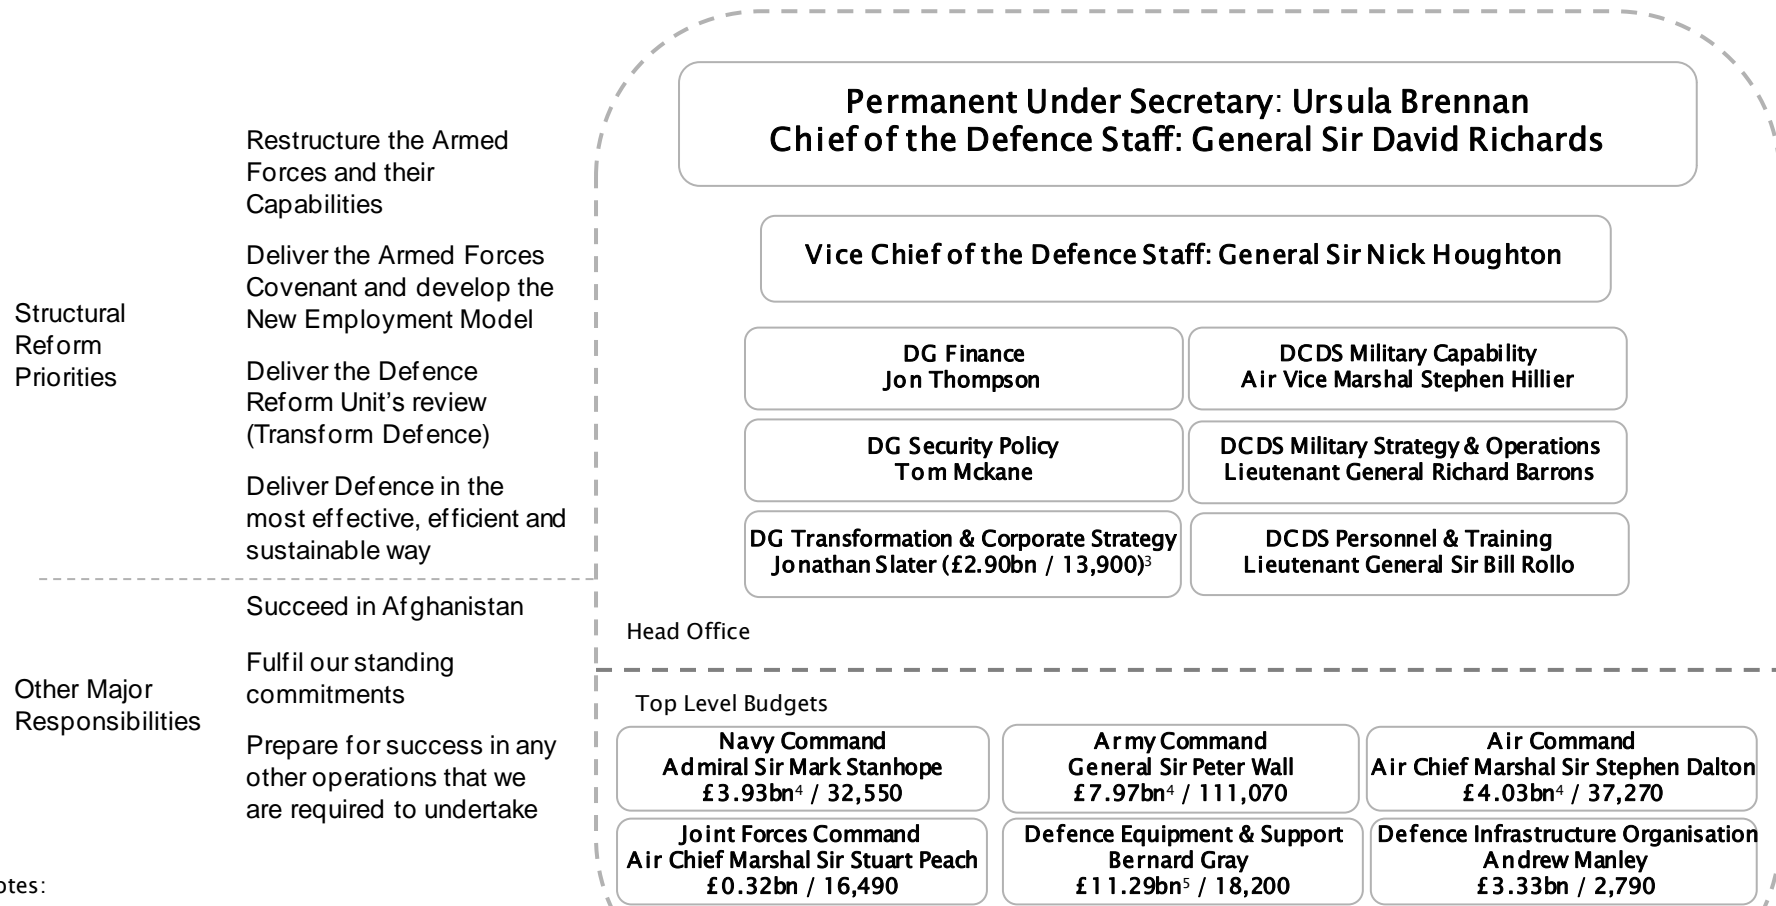 Permanent Under Secretary: Ursula Brennan
Chief of the Defence Staff: General Sir David Richards
Vice Chief of the Defence Staff: General Sir Nick Houghton
DG Finance
Jon Thompson
DCDS Military Capability
Air Vice Marshal Stephen Hillier
DG Security Policy
Tom Mckane
DCDS Military Strategy & Operations
Lieutenant General Richard Barrons
DG Transformation & Corporate Strategy
Jonathan Slater (£2.90bn / 13,900)³
DCDS Personnel & Training
Lieutenant General Sir Bill Rollo
Head Office
Structural
Reform
Priorities
Restructure the Armed
Forces and their
Capabilities
Deliver the Armed Forces
Covenant and develop the
New Employment Model
Deliver the Defence
Reform Unit’s review
(Transform Defence)
Deliver Defence in the
most effective, efficient and
sustainable way
Other Major
Responsibilities
Succeed in Afghanistan
Fulfil our standing
commitments
Prepare for success in any
other operations that we
are required to undertake
Top Level Budgets
Navy Command
Admiral Sir Mark Stanhope
£3.93bn⁴ / 32,550
Army Command
General Sir Peter Wall
£7.97bn⁴ / 111,070
Air Command
Air Chief Marshal Sir Stephen Dalton
£4.03bn⁴ / 37,270
Joint Forces Command
Air Chief Marshal Sir Stuart Peach
£0.32bn / 16,490
Defence Equipment & Support
Bernard Gray
£11.29bn⁵ / 18,200
Defence Infrastructure Organisation
Andrew Manley
£3.33bn / 2,790
otes: